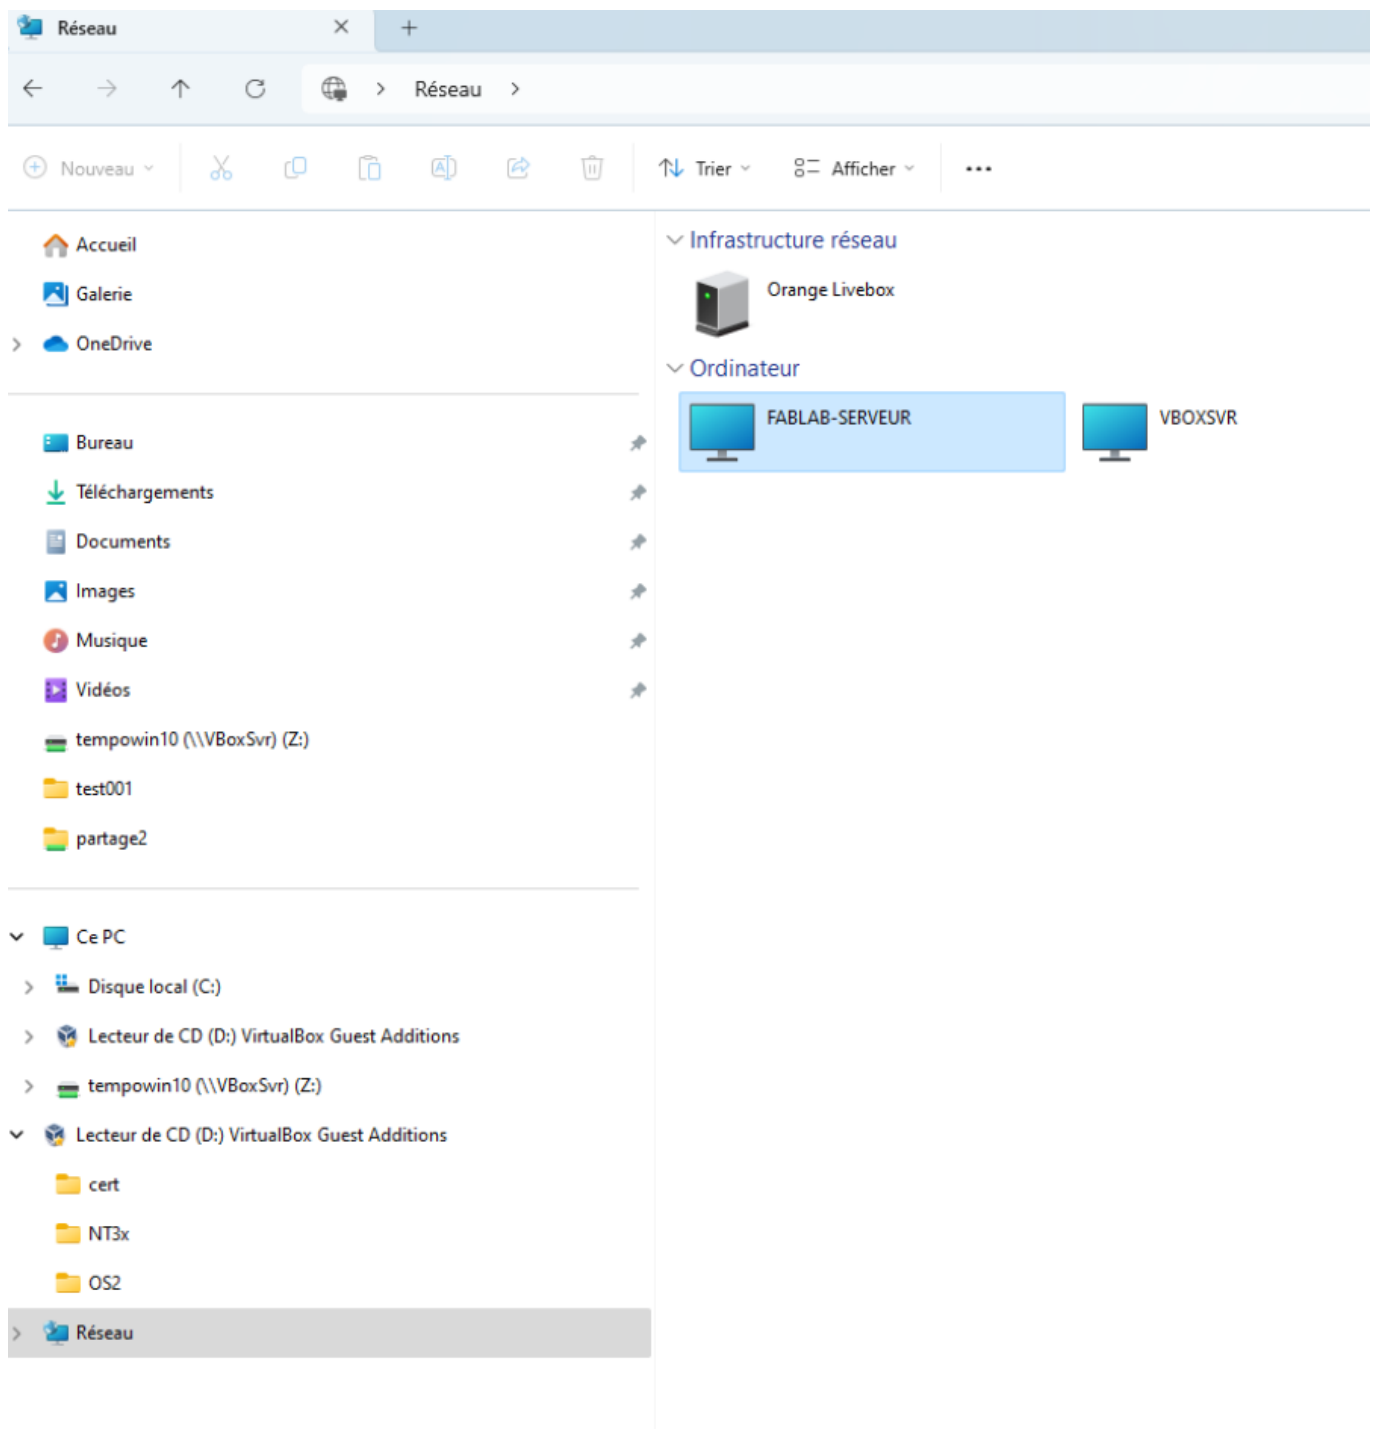 Réseau
Réseau
Nouveau
Trier
Afficher
Accueil
Galerie
OneDrive
Bureau
Téléchargements
Documents
Images
Musique
Vidéos
tempowin10 (\\VBoxSvr) (Z:)
test001
partage2
Ce PC
Disque local (C:)
Lecteur de CD (D:) VirtualBox Guest Additions
tempowin10 (\\VBoxSvr) (Z:)
Lecteur de CD (D:) VirtualBox Guest Additions
cert
NT3x
OS2
Réseau
Infrastructure réseau
Orange Livebox
Ordinateur
FABLAB-SERVEUR
VBOXSVR